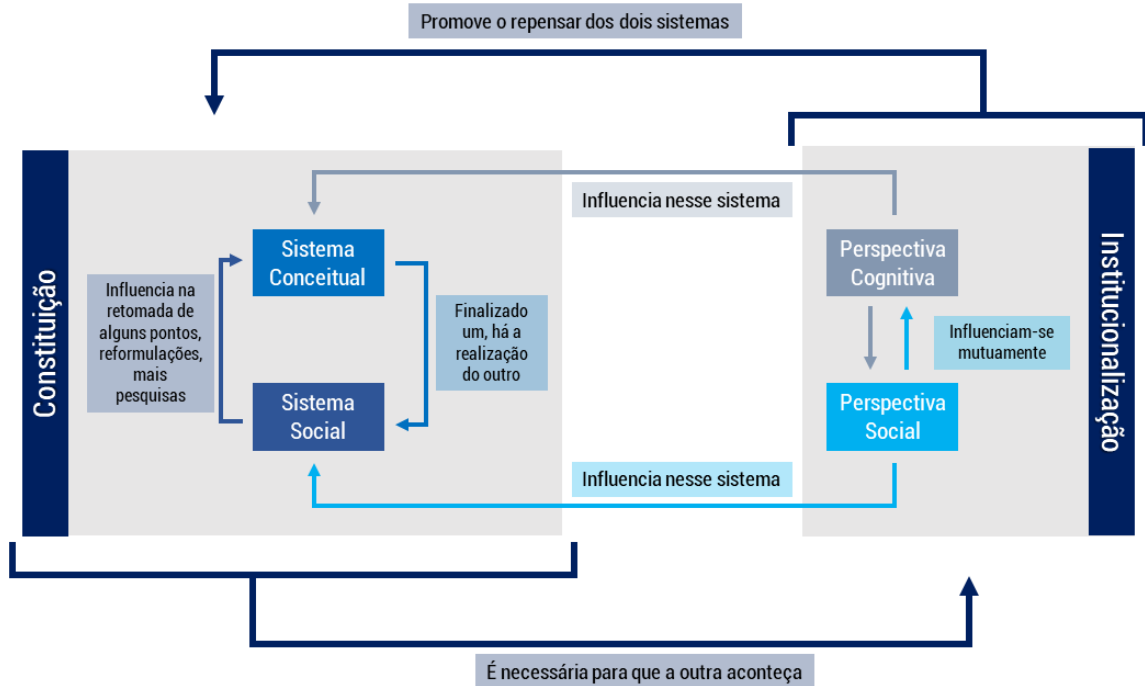 Promove o repensar dos dois sistemas
Constituição
Influencia na
retomada de
alguns pontos,
reformulações,
mais
pesquisas
Sistema
Conceitual
Sistema
Social
Finalizado
um, há a
realização
do outro
Influencia nesse sistema
Influencia nesse sistema
Perspectiva
Cognitiva
Influenciam-se
mutuamente
Perspectiva
Social
Institucionalização
É necessária para que a outra aconteça